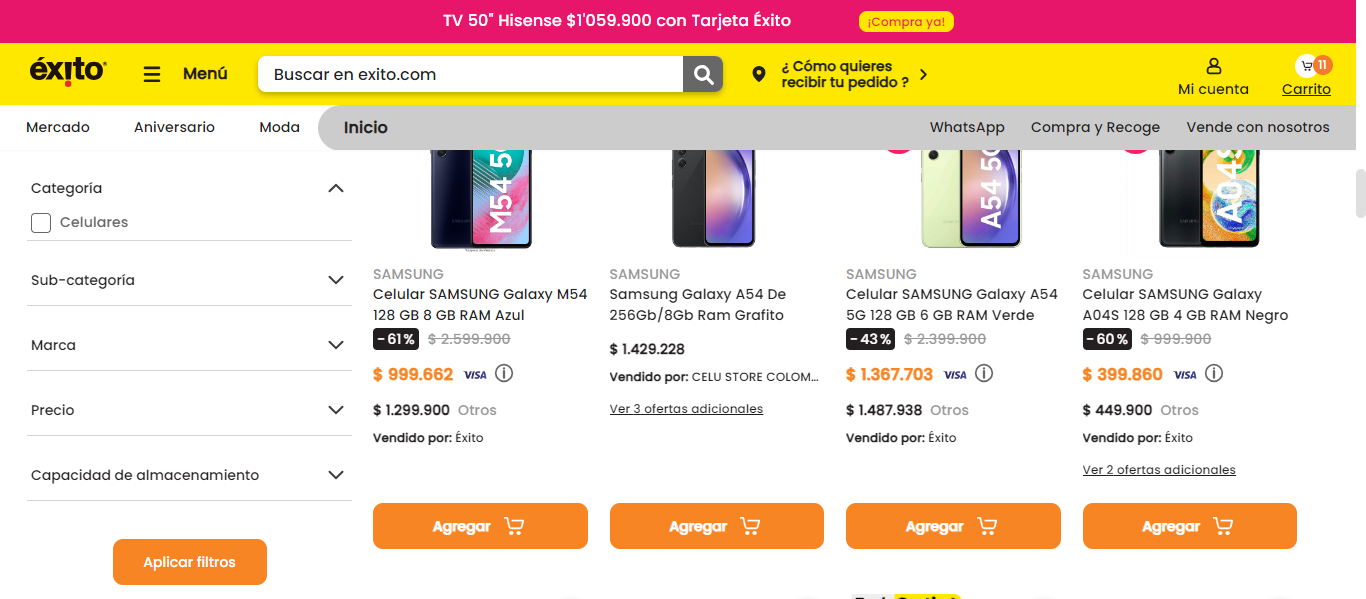 TV 50" Hisense $1'059.900 con Tarjeta Éxito
¡Compra ya!
éxito
Menú
Buscar en exito.com
¿ Cómo quieres
recibir tu pedido ?
Mi cuenta
11
Carrito
Mercado
Aniversario
Moda
Inicio
WhatsApp
Compra y Recoge
Vende con nosotros
Categoría
Celulares
Sub-categoría
Marca
Precio
Capacidad de almacenamiento
Aplicar filtros
M54 5G
SAMSUNG
Celular SAMSUNG Galaxy M54
128 GB 8 GB RAM Azul
-61% $ 2.599.900
$ 999.662 VISA
$ 1.299.900 Otros
Vendido por: Éxito
Agregar
SAMSUNG
Samsung Galaxy A54 De
256Gb/8Gb Ram Grafito
$ 1.429.228
Vendido por: CELU STORE COLOM...
Ver 3 ofertas adicionales
Agregar
A54 5G
SAMSUNG
Celular SAMSUNG Galaxy A54
5G 128 GB 6 GB RAM Verde
-43% $ 2.399.900
$ 1.367.703 VISA
$ 1.487.938 Otros
Vendido por: Éxito
Agregar
A04S
SAMSUNG
Celular SAMSUNG Galaxy
A04S 128 GB 4 GB RAM Negro
-60% $ 999.900
$ 399.860 VISA
$ 449.900 Otros
Vendido por: Éxito
Ver 2 ofertas adicionales
Agregar